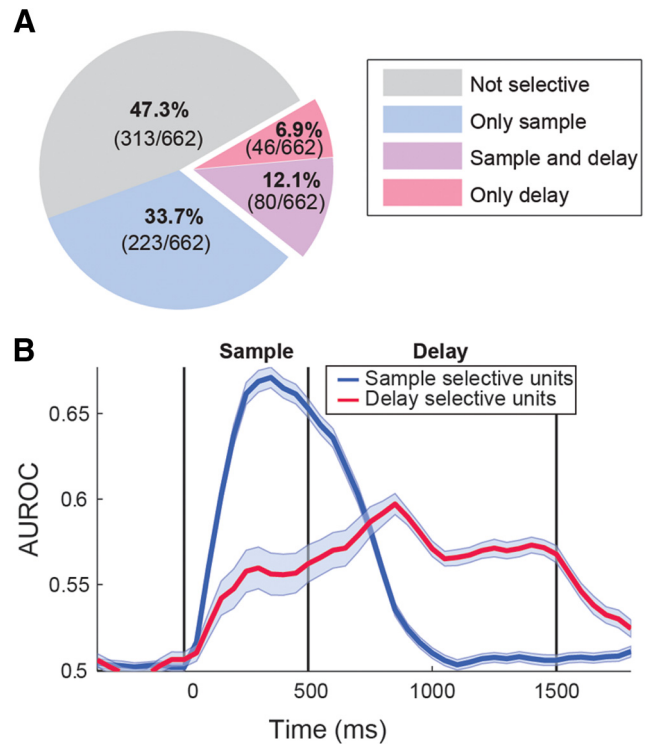 A
47.3%
(313/662)
6.9%
(46/662)
12.1%
(80/662)
33.7%
(223/662)
Not selective
Only sample
Sample and delay
Only delay
B
Sample
Delay
Sample selective units
Delay selective units
AUROC
0.65
0.6
0.55
0.5
0
500
1000
1500
Time (ms)